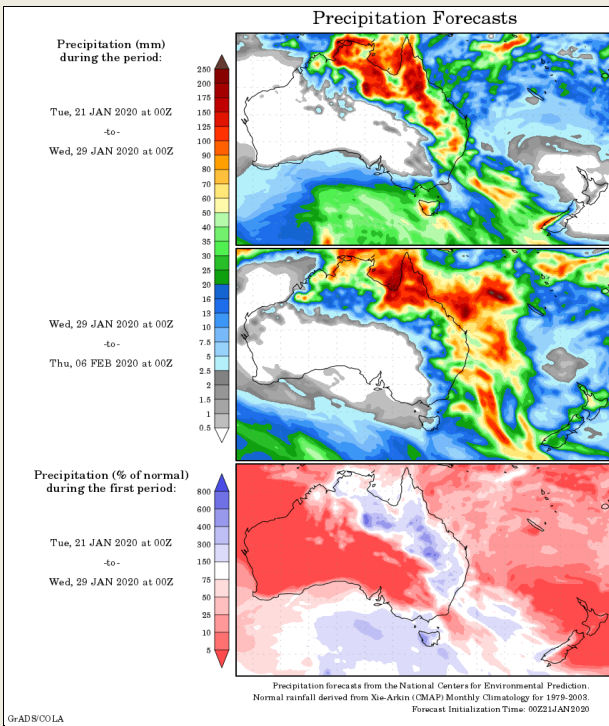 Precipitation Forecasts
Precipitation (mm)
during the period:
Tue, 21 JAN 2020 at 00Z
-to-
Wed, 29 JAN 2020 at 00Z
250
200
175
150
125
100
90
80
70
60
50
40
35
30
25
20
16
13
10
7.5
5
2.5
2
1.5
1
0.5
Wed, 29 JAN 2020 at 00Z
-to-
Thu, 06 FEB 2020 at 00Z
Precipitation (% of normal)
during the first period:
Tue, 21 JAN 2020 at 00Z
-to-
Wed, 29 JAN 2020 at 00Z
800
600
400
300
150
75
50
25
10
5
Precipitation forecasts from the National Centers for Environmental Prediction.
Normal rainfall derived from Xie-Arkin (CMAP) Monthly Climatology for 1979-2003.
Forecast Initialization Time: 00Z21JAN2020
GrADS/COLA